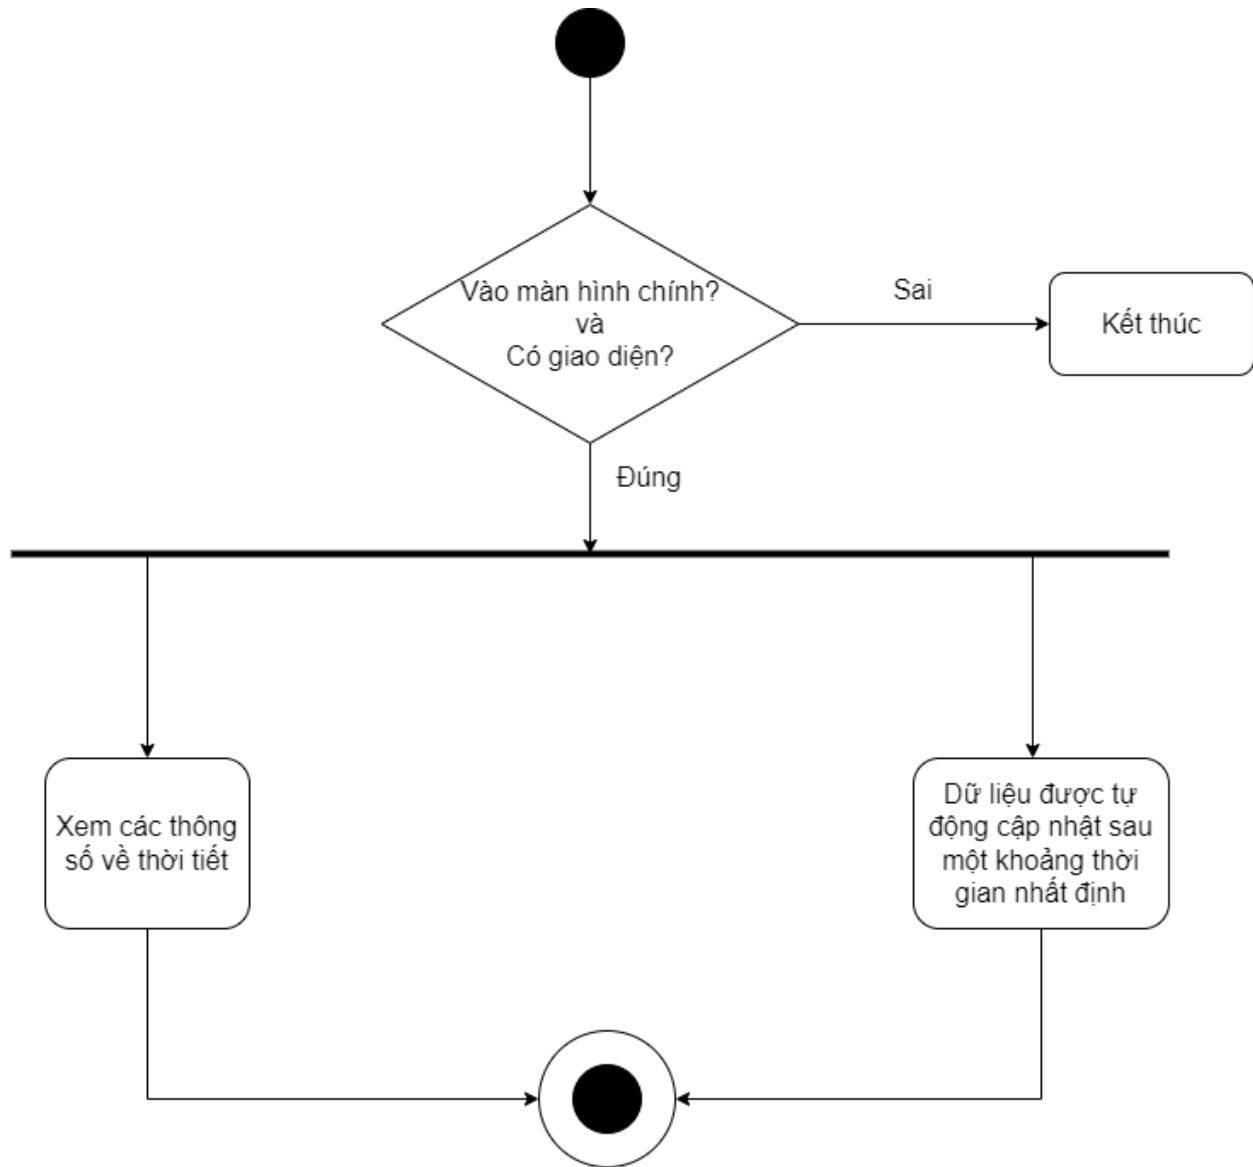 Vào màn hình chính?
và
Có giao diện?
Sai
Kết thúc
Đúng
Xem các thông
số về thời tiết
Dữ liệu được tự
động cập nhật sau
một khoảng thời
gian nhất định